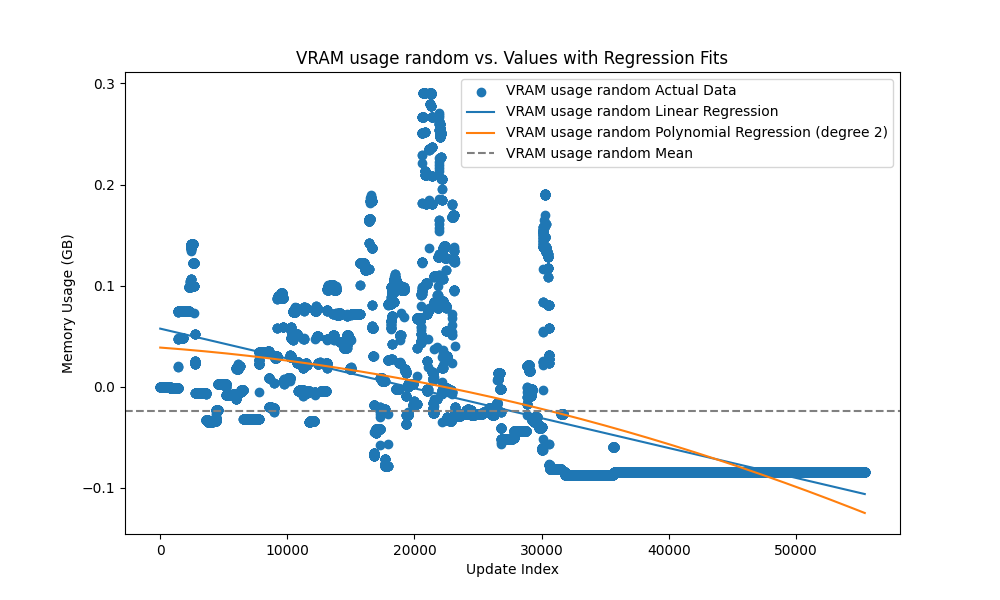 VRAM usage random vs. Values with Regression Fits
VRAM usage random Actual Data
VRAM usage random Linear Regression
VRAM usage random Polynomial Regression (degree 2)
VRAM usage random Mean
Memory Usage (GB)
0.3
0.2
0.1
0.0
−0.1
0 10000 20000 30000 40000 50000
Update Index